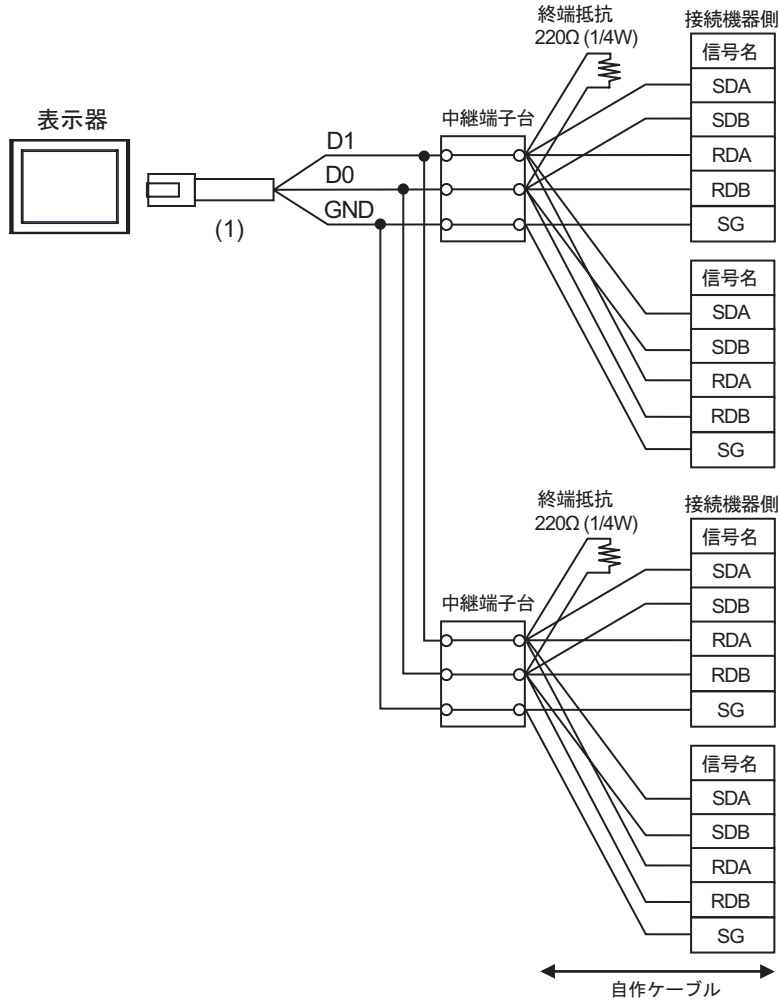 終端抵抗
220Ω (1/4W)
接続機器側
信号名
SDA
SDB
RDA
RDB
SG
表示器
(1)
D1
D0
GND
中継端子台
信号名
SDA
SDB
RDA
RDB
SG
終端抵抗
220Ω (1/4W)
接続機器側
信号名
SDA
SDB
RDA
RDB
SG
中継端子台
信号名
SDA
SDB
RDA
RDB
SG
自作ケーブル